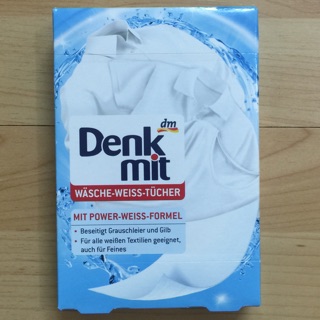 dm
Denk
mit
WÄSCHE-WEISS-TÜCHER
MIT POWER-WEISS-FORMEL
• Beseitigt Grauschleier und Gilb
• Für alle weißen Textilien geeignet,
auch für Feines